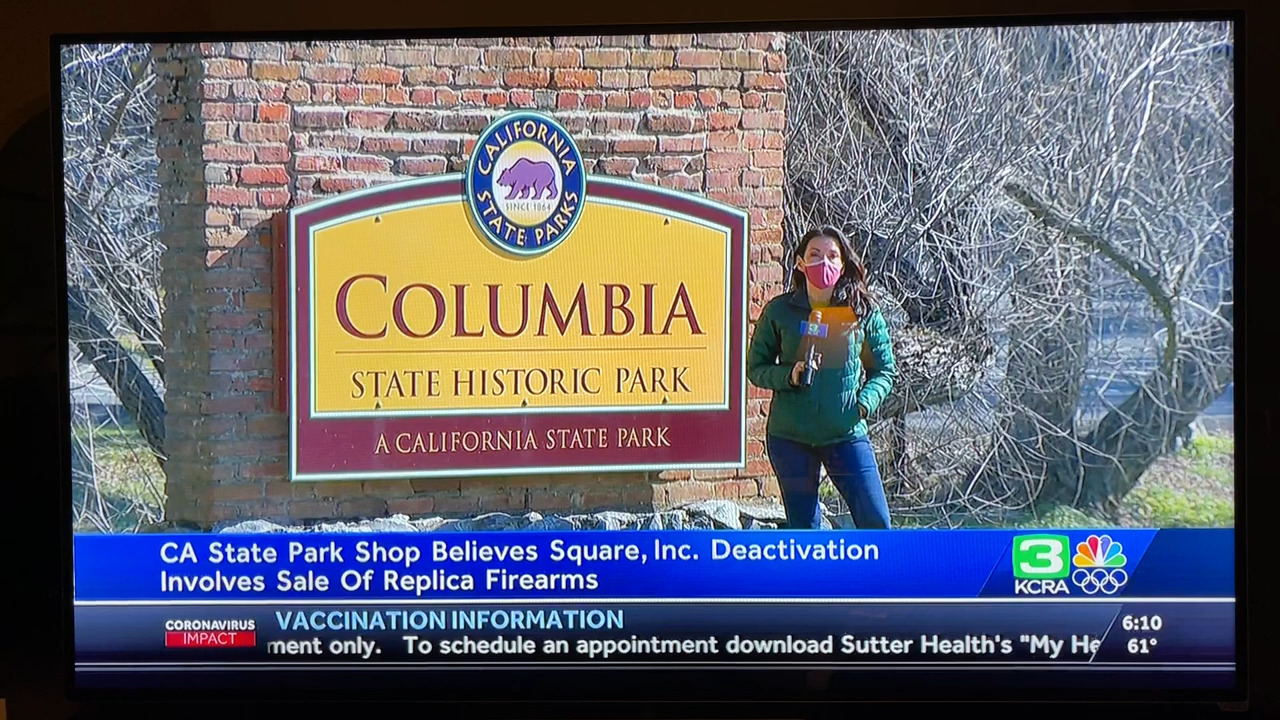 CALIFORNIA
SINCE 1864
STATE PARKS
COLUMBIA
STATE HISTORIC PARK
A CALIFORNIA STATE PARK
CA State Park Shop Believes Square, Inc. Deactivation
Involves Sale Of Replica Firearms
3
KCRA
CORONAVIRUS
IMPACT
VACCINATION INFORMATION
ment only. To schedule an appointment download Sutter Health's "My He
6:10
61°